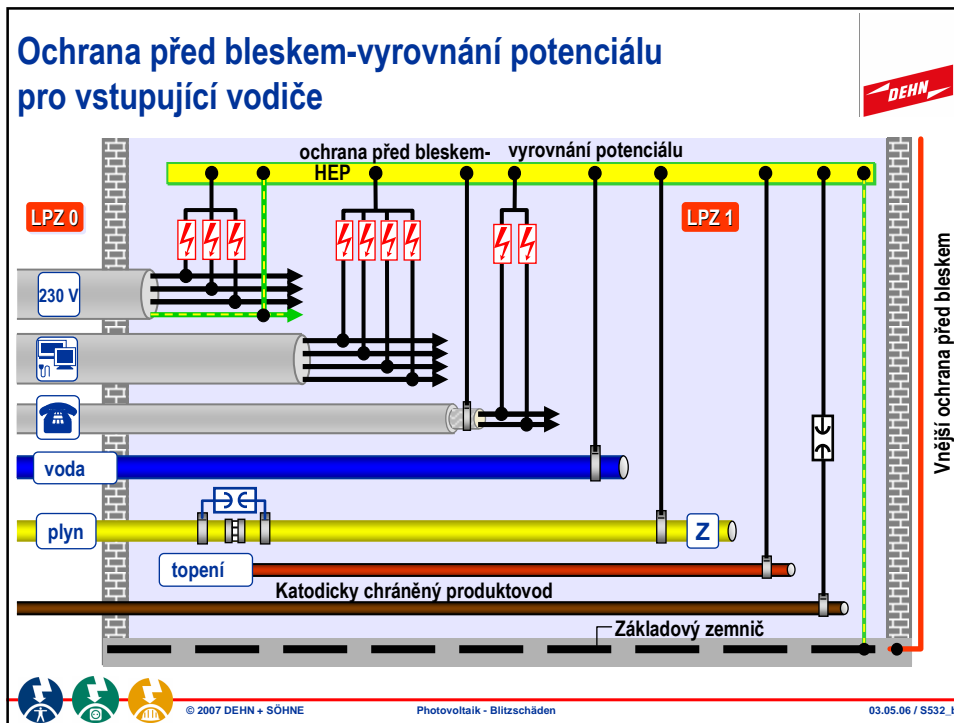 Ochrana před bleskem-vyrovnání potenciálu
pro vstupující vodiče
DEHN
ochrana před bleskem- vyrovnání potenciálu
HEP
LPZ 0
LPZ 1
230 V
voda
plyn
Z
topení
Katodicky chráněný produktovod
Základový zemnič
Vnější ochrana před bleskem
© 2007 DEHN + SÖHNE
Photovoltaik - Blitzschäden
03.05.06 / S532_b